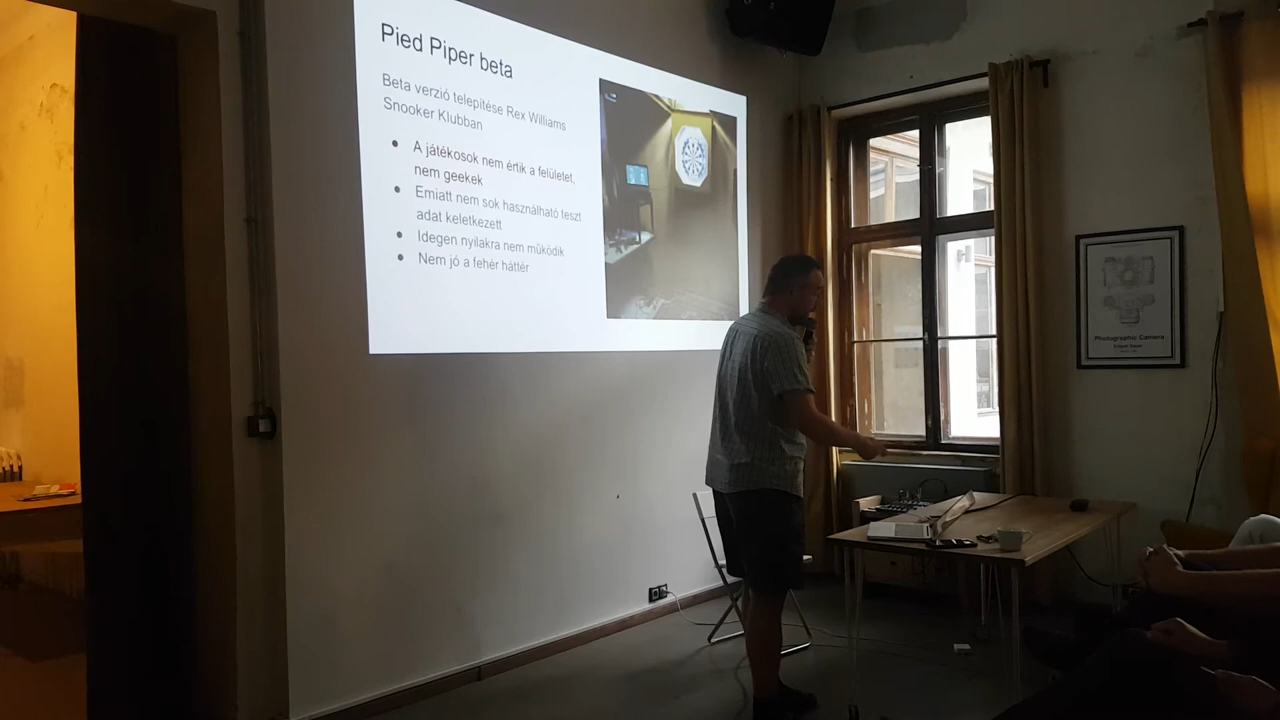 Pied Piper beta
Beta verzió telepítése Rex Williams
Snooker Klubban
A játékosok nem értik a felületet,
nem geekek
Emiatt nem sok használható teszt
adat keletkezett
Idegen nyilakra nem működik
Nem jó a fehér háttér
Photographic Camera